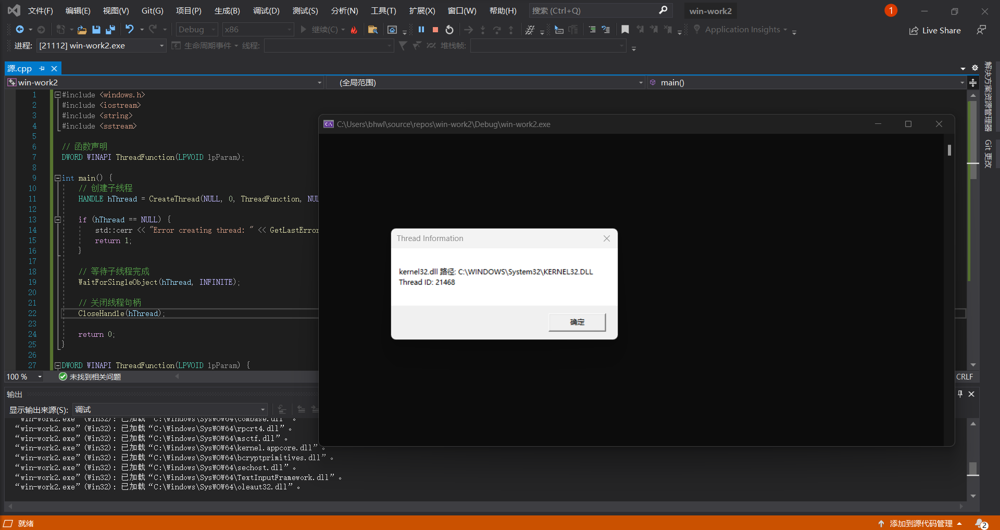 文件(F) 编辑(E) 视图(V) Git(G) 项目(P) 生成(B) 调试(D) 测试(S) 分析(N) 工具(T) 扩展(X) 窗口(W) 帮助(H) 搜索 (Ctrl+Q) win-work2 1
Debug x86 继续(C) Application Insights Live Share
进程: [21112] win-work2.exe 生命周期事件 线程: 堆栈帧:
源.cpp
win-work2 (全局范围) main()
解决方案资源管理器
Git 更改
1 #include <windows.h>
2 #include <iostream>
3 #include <string>
4 #include <sstream>
5
6 // 函数声明
7 DWORD WINAPI ThreadFunction(LPVOID lpParam);
8
9 int main() {
10 // 创建子线程
11 HANDLE hThread = CreateThread(NULL, 0, ThreadFunction, NUL
12
13 if (hThread == NULL) {
14 std::cerr << "Error creating thread: " << GetLastError
15 return 1;
16 }
17
18 // 等待子线程完成
19 WaitForSingleObject(hThread, INFINITE);
20
21 // 关闭线程句柄
22 CloseHandle(hThread);
23
24 return 0;
25 }
26
27 DWORD WINAPI ThreadFunction(LPVOID lpParam) {
C:\Users\bhwl\source\repos\win-work2\Debug\win-work2.exe
Thread Information
kernel32.dll 路径: C:\WINDOWS\System32\KERNEL32.DLL
Thread ID: 21468
确定
100 % 未找到相关问题 CRLF
输出
显示输出来源(S): 调试
“win-work2.exe”(Win32): 已加载“C:\Windows\SysWOW64\combase.dll”。
“win-work2.exe”(Win32): 已加载“C:\Windows\SysWOW64\rpcrt4.dll”。
“win-work2.exe”(Win32): 已加载“C:\Windows\SysWOW64\msctf.dll”。
“win-work2.exe”(Win32): 已加载“C:\Windows\SysWOW64\kernel.appcore.dll”。
“win-work2.exe”(Win32): 已加载“C:\Windows\SysWOW64\bcryptprimitives.dll”。
“win-work2.exe”(Win32): 已加载“C:\Windows\SysWOW64\sechost.dll”。
“win-work2.exe”(Win32): 已加载“C:\Windows\SysWOW64\TextInputFramework.dll”。
“win-work2.exe”(Win32): 已加载“C:\Windows\SysWOW64\oleaut32.dll”。
就绪 添加到源代码管理 2